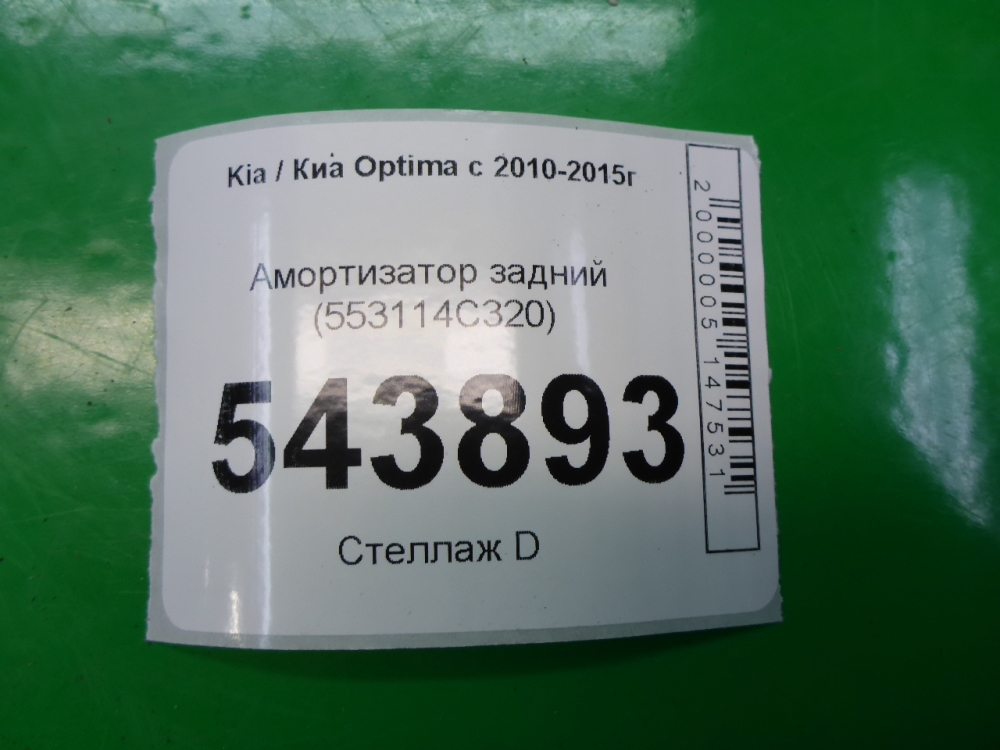 Kia / Киа Optima с 2010-2015г
Амортизатор задний
(553114C320)
543893
Стеллаж D
2000005147531